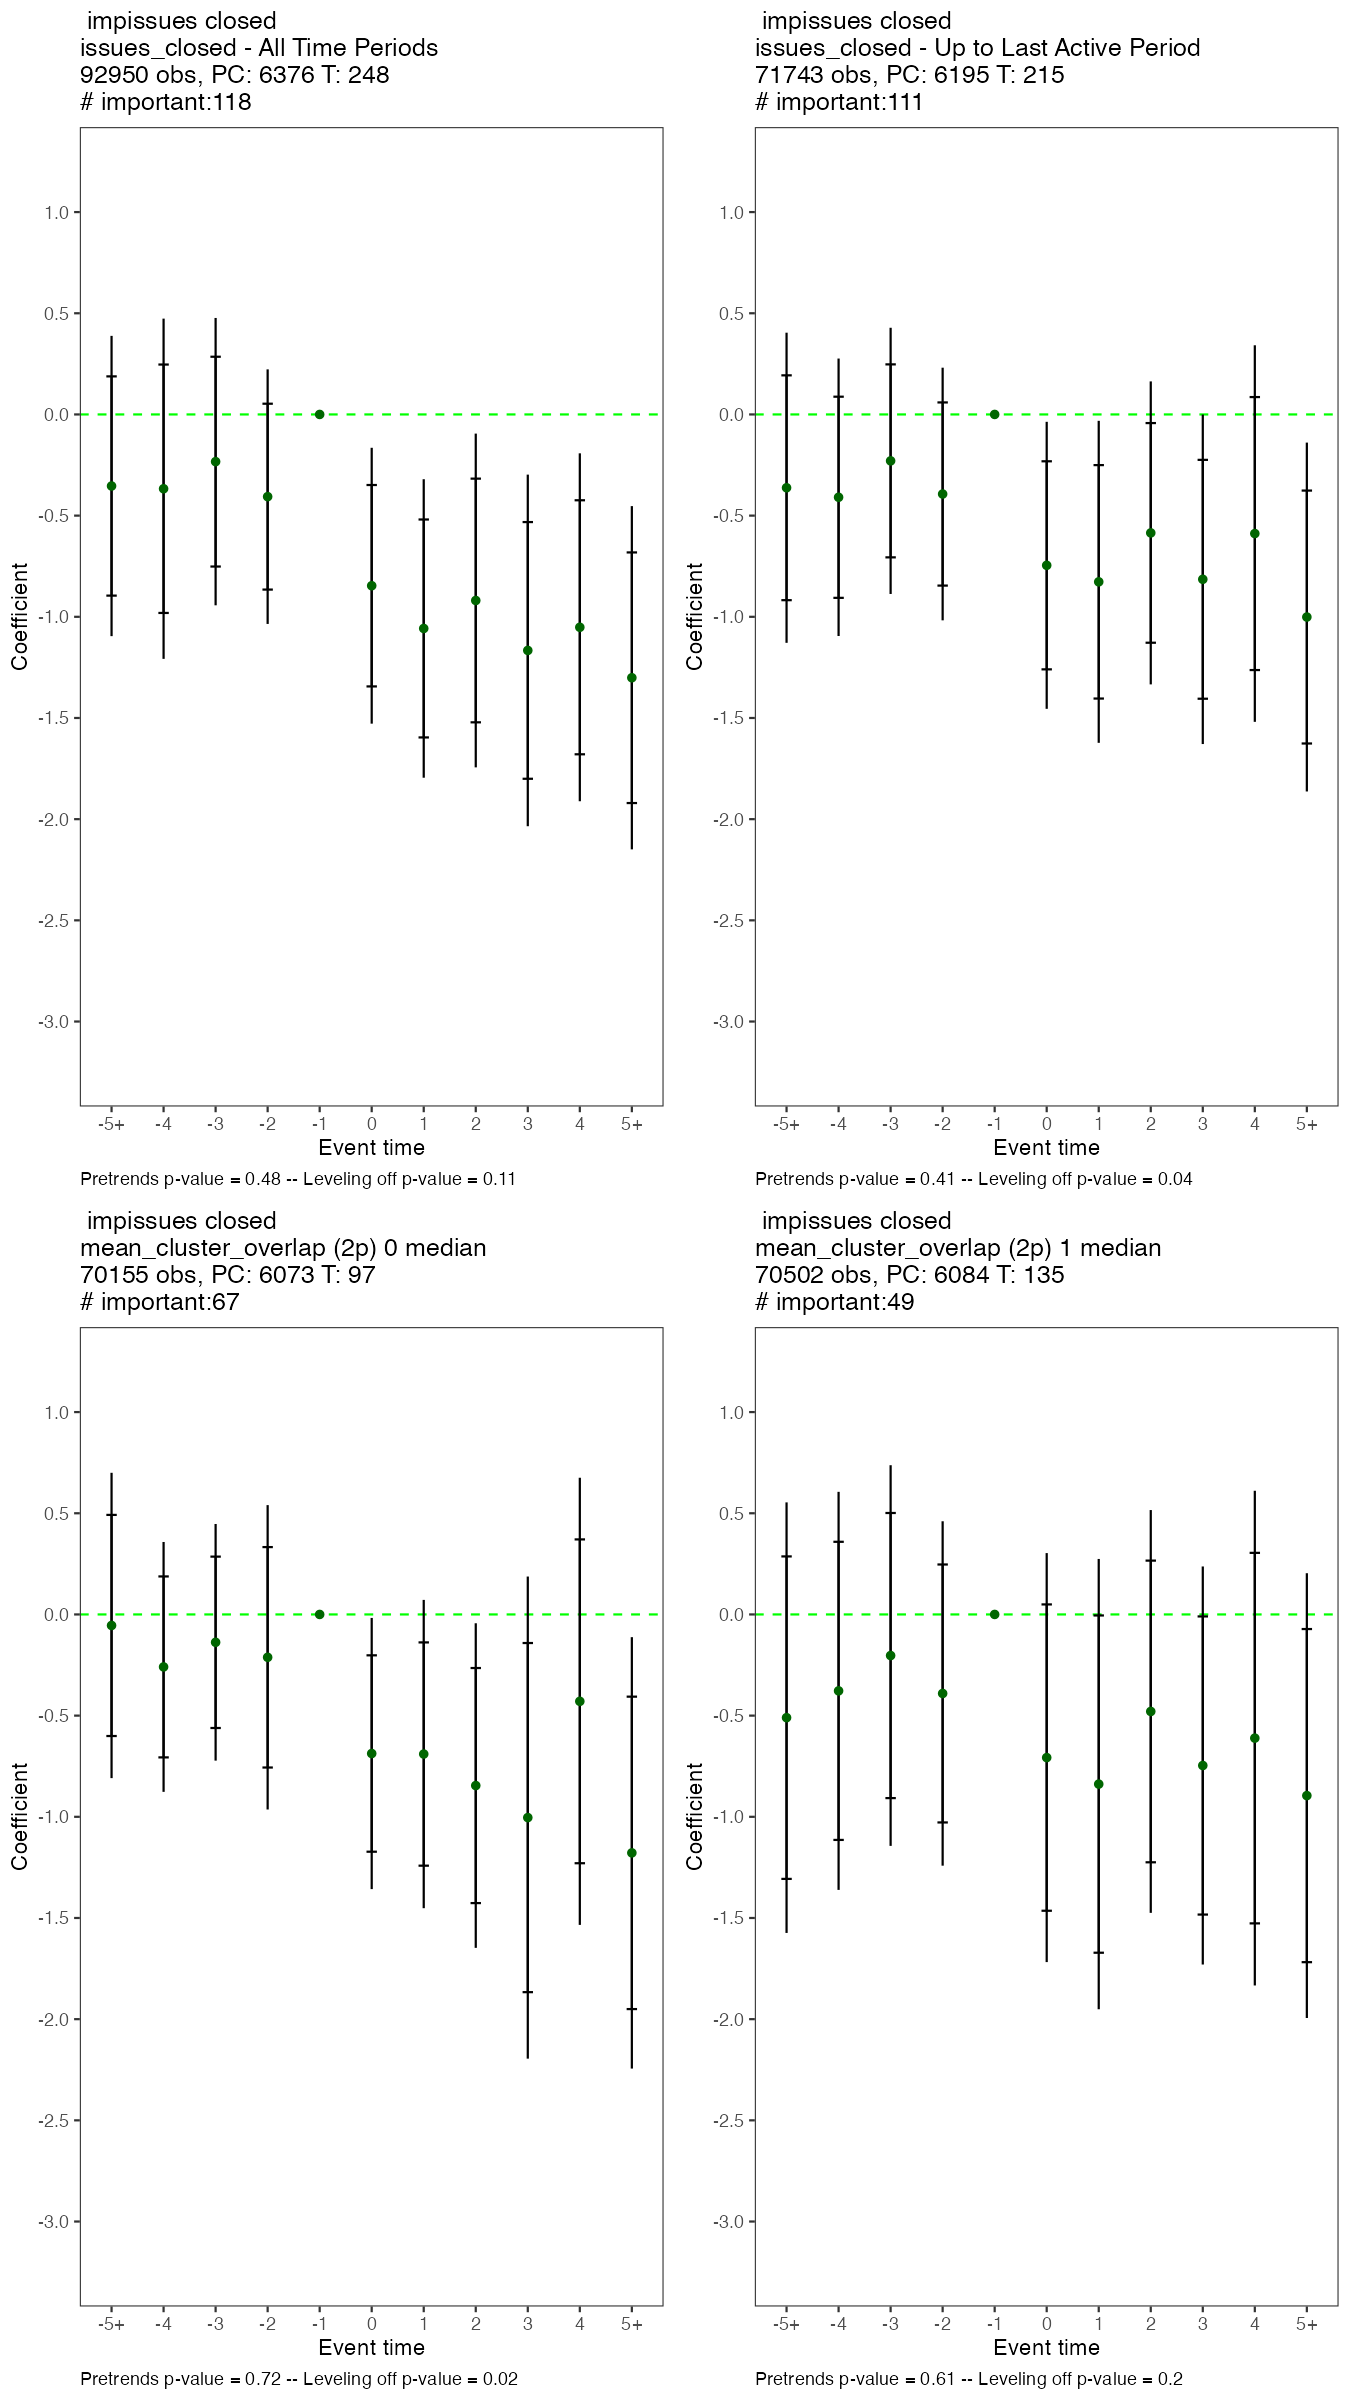 impissues closed
issues_closed - All Time Periods
92950 obs, PC: 6376 T: 248
# important:118
Coefficient
1.0
0.5
0.0
-0.5
-1.0
-1.5
-2.0
-2.5
-3.0
-5+ -4 -3 -2 -1 0 1 2 3 4 5+
Event time
Pretrends p-value = 0.48 -- Leveling off p-value = 0.11
impissues closed
issues_closed - Up to Last Active Period
71743 obs, PC: 6195 T: 215
# important:111
Coefficient
1.0
0.5
0.0
-0.5
-1.0
-1.5
-2.0
-2.5
-3.0
-5+ -4 -3 -2 -1 0 1 2 3 4 5+
Event time
Pretrends p-value = 0.41 -- Leveling off p-value = 0.04
impissues closed
mean_cluster_overlap (2p) 0 median
70155 obs, PC: 6073 T: 97
# important:67
Coefficient
1.0
0.5
0.0
-0.5
-1.0
-1.5
-2.0
-2.5
-3.0
-5+ -4 -3 -2 -1 0 1 2 3 4 5+
Event time
Pretrends p-value = 0.72 -- Leveling off p-value = 0.02
impissues closed
mean_cluster_overlap (2p) 1 median
70502 obs, PC: 6084 T: 135
# important:49
Coefficient
1.0
0.5
0.0
-0.5
-1.0
-1.5
-2.0
-2.5
-3.0
-5+ -4 -3 -2 -1 0 1 2 3 4 5+
Event time
Pretrends p-value = 0.61 -- Leveling off p-value = 0.2